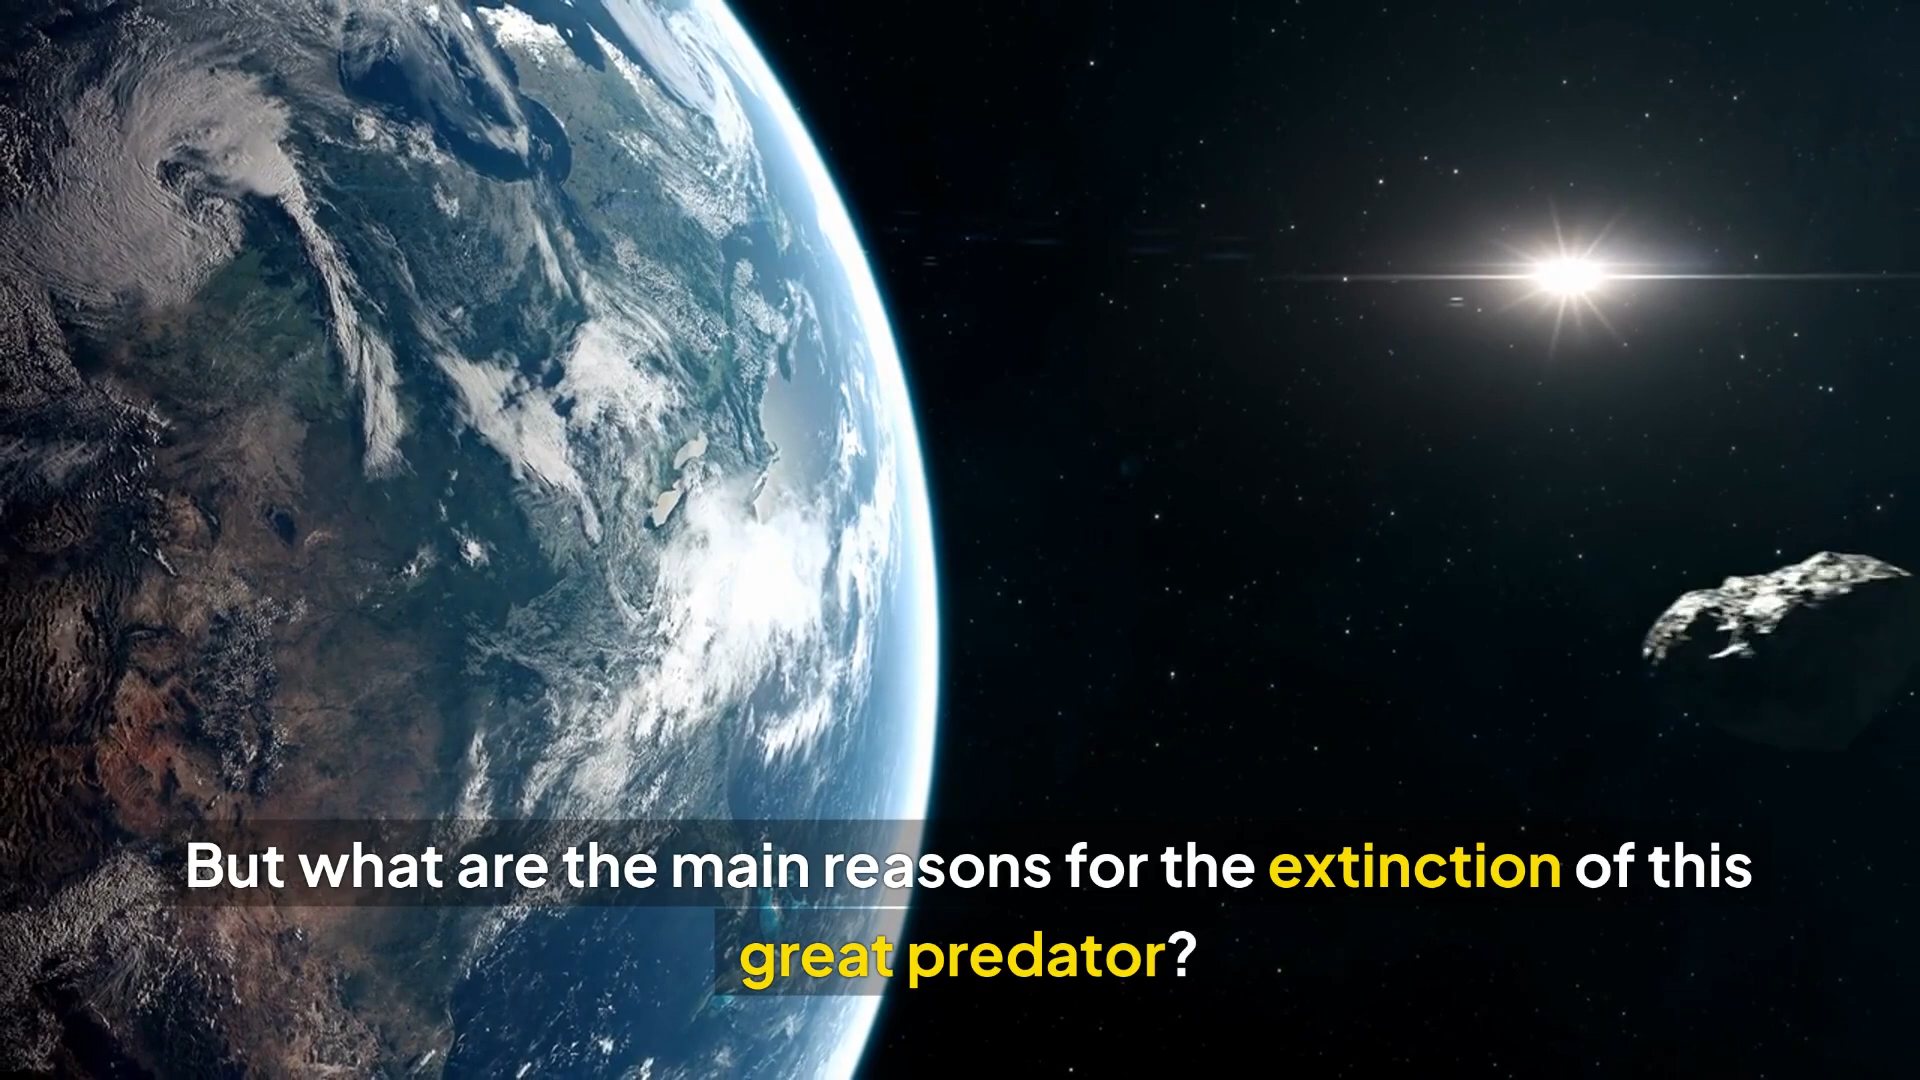 But what are the main reasons for the extinction of this
great predator?